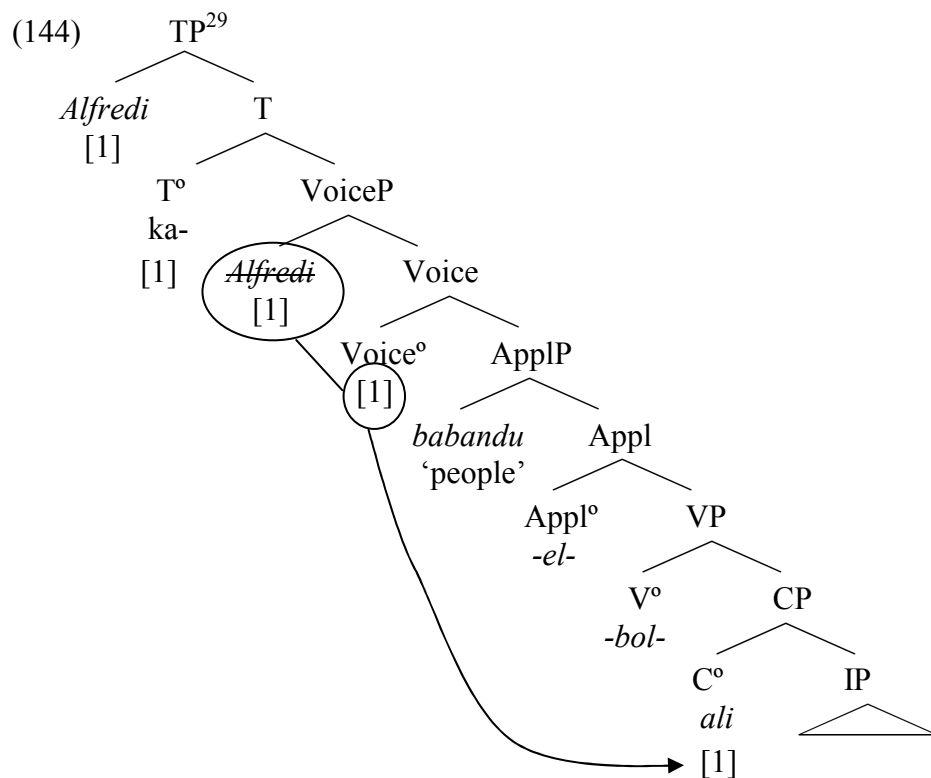 (144) TP²⁹
Alfredi T
[1]
Tº VoiceP
ka-
[1] Alfredi Voice
[1]
Voiceº ApplP
[1]
babandu Appl
‘people’
Applº VP
-el-
Vº CP
-bol-
Cº IP
ali
[1]